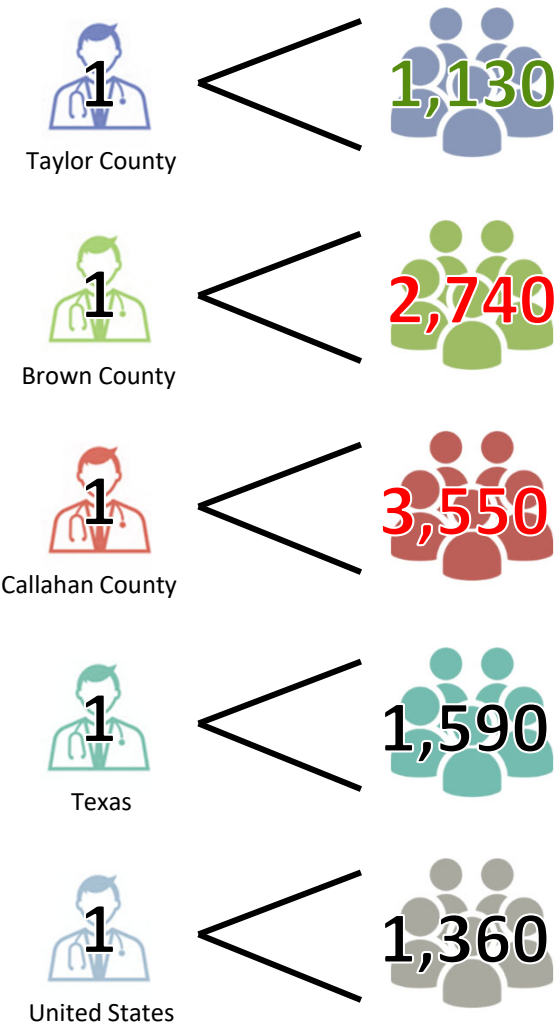 1
1,130
Taylor County
1
2,740
Brown County
1
3,550
Callahan County
1
1,590
Texas
1
1,360
United States